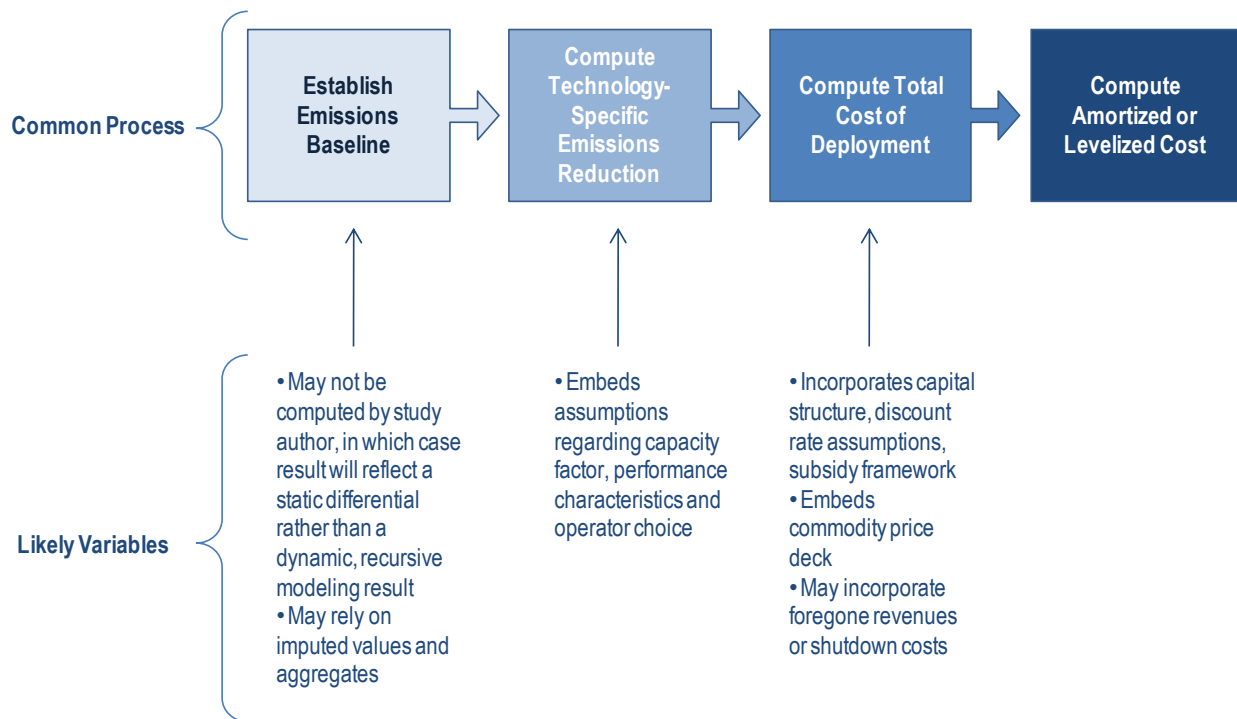 Common Process
Establish
Emissions
Baseline
Compute
Technology-
Specific
Emissions
Reduction
Compute Total
Cost of
Deployment
Compute
Amortized or
Levelized Cost
Likely Variables
• May not be
computed by study
author, in which case
result will reflect a
static differential
rather than a
dynamic, recursive
modeling result
• May rely on
imputed values and
aggregates
• Embeds
assumptions
regarding capacity
factor, performance
characteristics and
operator choice
• Incorporates capital
structure, discount
rate assumptions,
subsidy framework
• Embeds
commodity price
deck
• May incorporate
foregone revenues
or shutdown costs